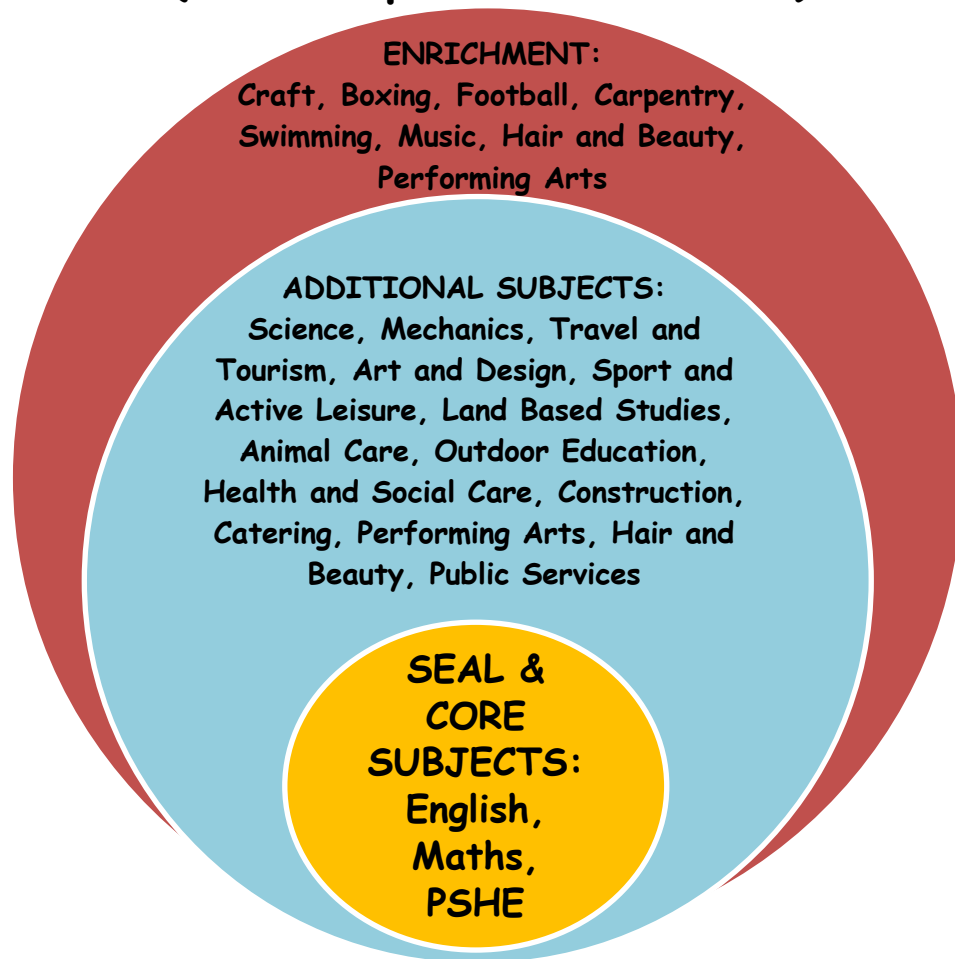 ENRICHMENT:
Craft, Boxing, Football, Carpentry,
Swimming, Music, Hair and Beauty,
Performing Arts
ADDITIONAL SUBJECTS:
Science, Mechanics, Travel and
Tourism, Art and Design, Sport and
Active Leisure, Land Based Studies,
Animal Care, Outdoor Education,
Health and Social Care, Construction,
Catering, Performing Arts, Hair and
Beauty, Public Services
SEAL &
CORE
SUBJECTS:
English,
Maths,
PSHE